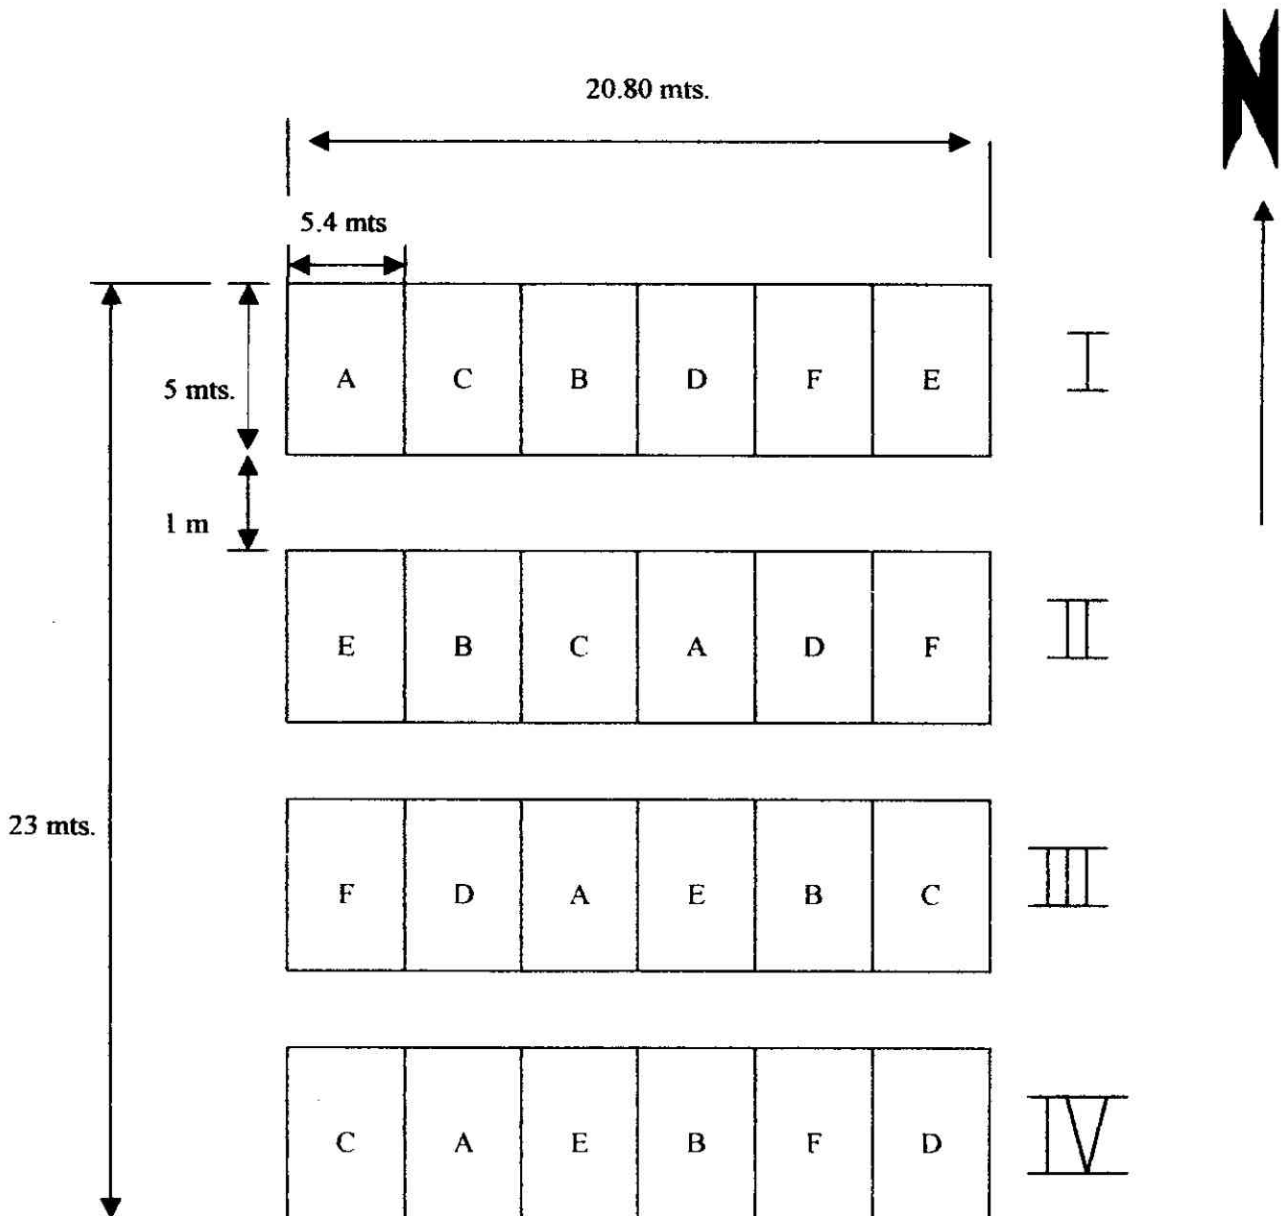 N
20.80 mts.
5.4 mts
5 mts.
A C B D F E
I
1 m
E B C A D F
II
23 mts.
F D A E B C
III
C A E B F D
IV